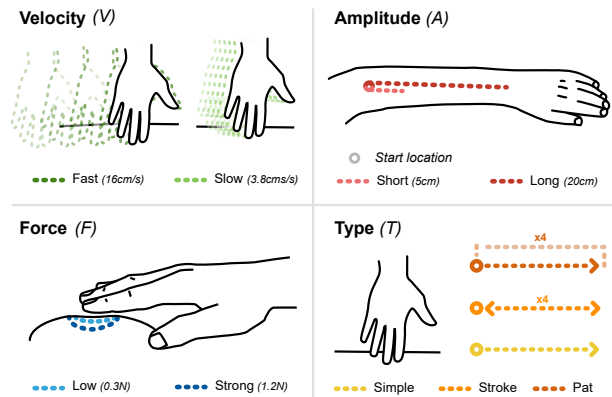 Velocity (V)
Fast (16cm/s)
Slow (3.8cms/s)
Amplitude (A)
Start location
Short (5cm)
Long (20cm)
Force (F)
Low (0.3N)
Strong (1.2N)
Type (T)
x4
x4
Simple
Stroke
Pat